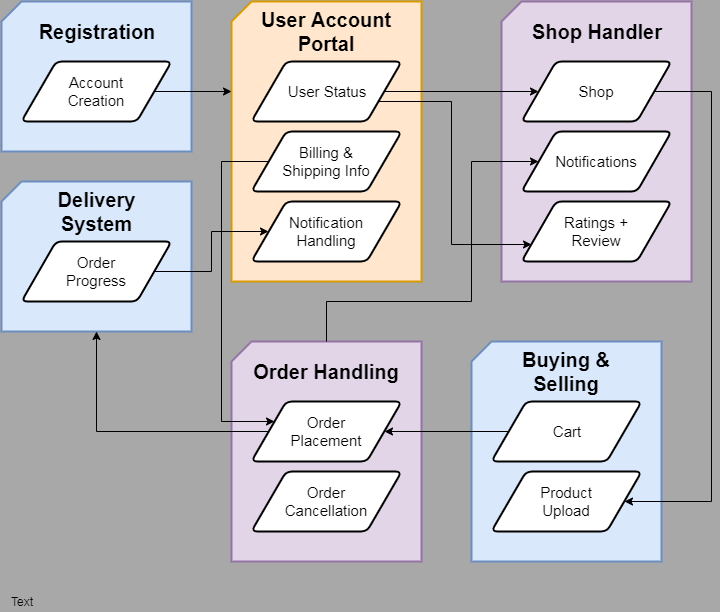 Registration
Account
Creation
User Account
Portal
User Status
Billing &
Shipping Info
Notification
Handling
Shop Handler
Shop
Notifications
Ratings +
Review
Delivery
System
Order
Progress
Order Handling
Order
Placement
Order
Cancellation
Buying &
Selling
Cart
Product
Upload
Text